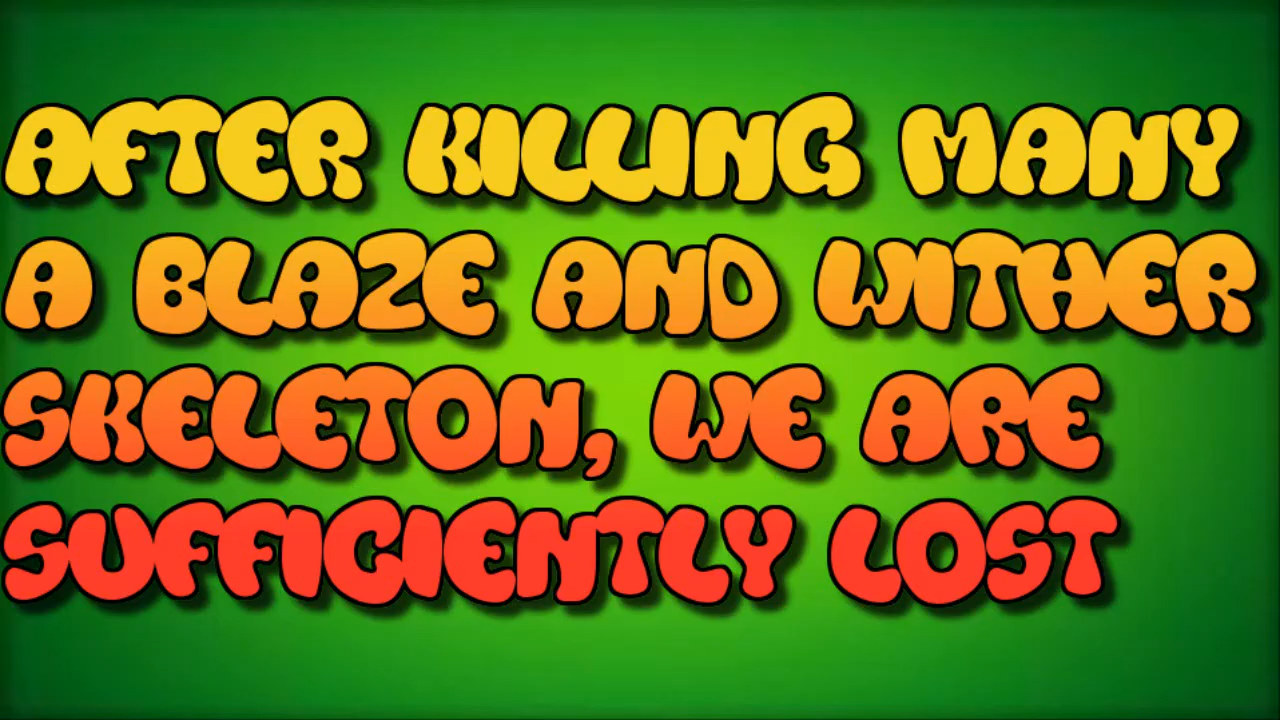 AFTER KILLING MANY
A BLAZE AND WITHER
SKELETON, WE ARE
SUFFICIENTLY LOST